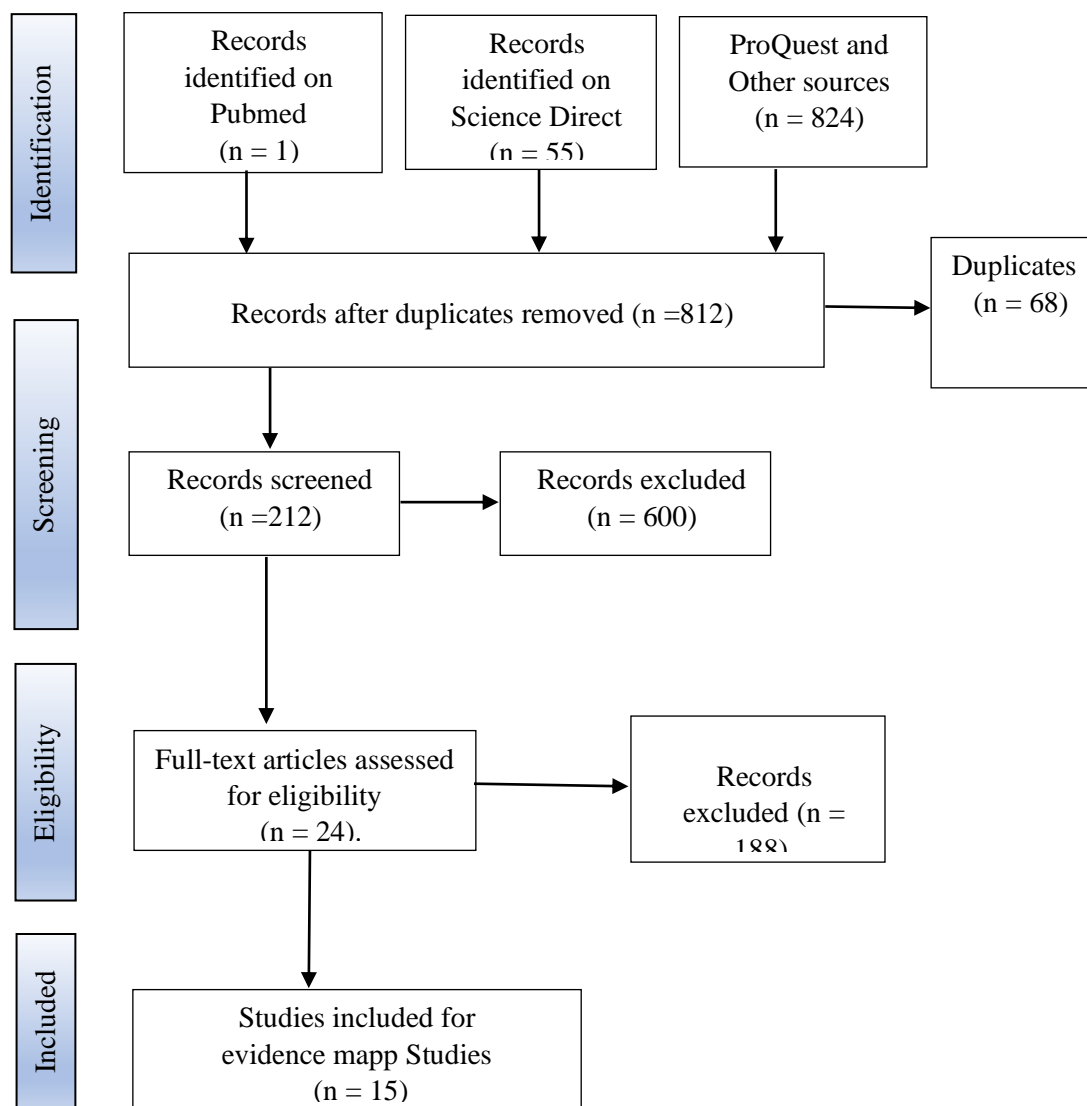 Identification
Records
identified on
Pubmed
(n = 1)
Records
identified on
Science Direct
(n = 55)
ProQuest and
Other sources
(n = 824)
Records after duplicates removed (n =812)
Duplicates
(n = 68)
Screening
Records screened
(n =212)
Records excluded
(n = 600)
Eligibility
Full-text articles assessed
for eligibility
(n = 24).
Records
excluded (n =
188)
Included
Studies included for
evidence mapp Studies
(n = 15)